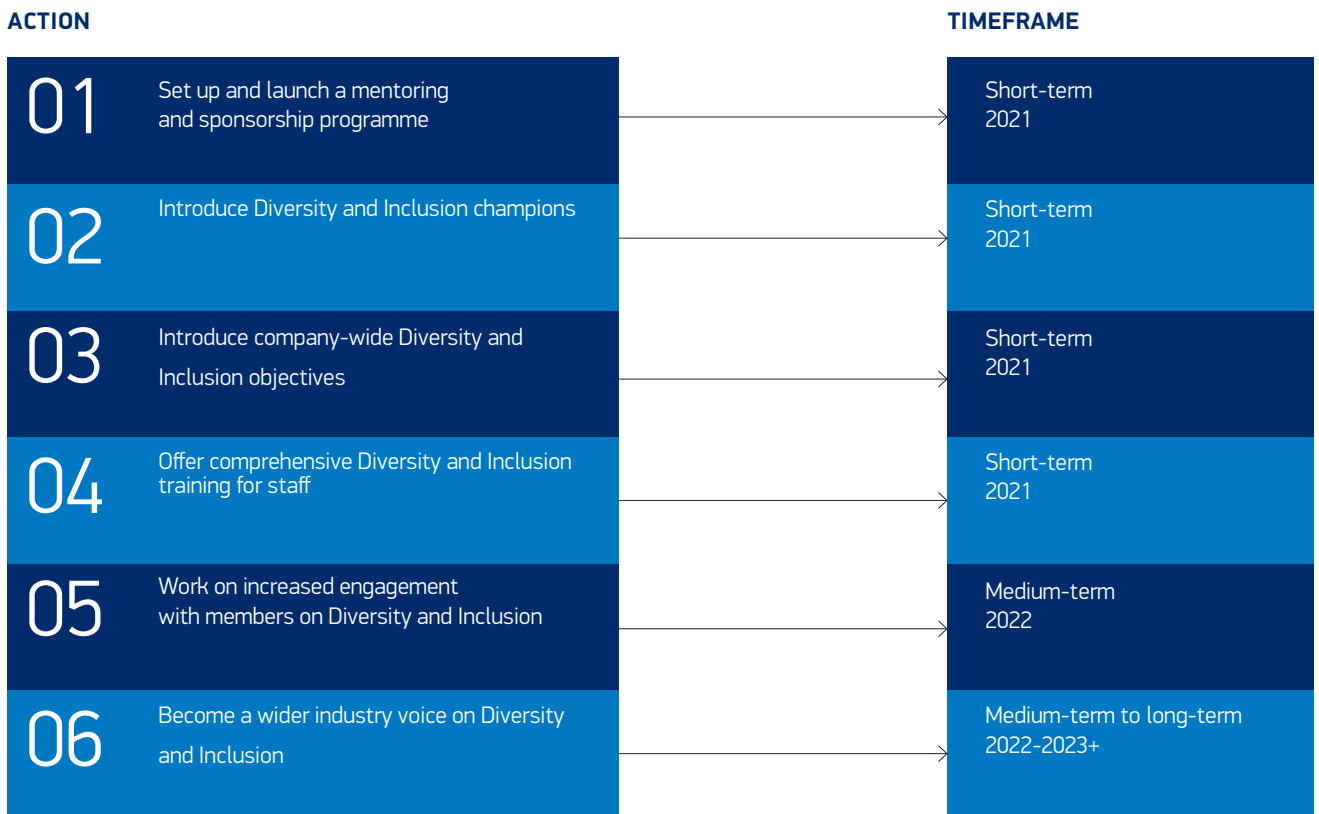 ACTION
TIMEFRAME
01
Set up and launch a mentoring
and sponsorship programme
Short-term
2021
02
Introduce Diversity and Inclusion champions
Short-term
2021
03
Introduce company-wide Diversity and
Inclusion objectives
Short-term
2021
04
Offer comprehensive Diversity and Inclusion
training for staff
Short-term
2021
05
Work on increased engagement
with members on Diversity and Inclusion
Medium-term
2022
06
Become a wider industry voice on Diversity
and Inclusion
Medium-term to long-term
2022-2023+